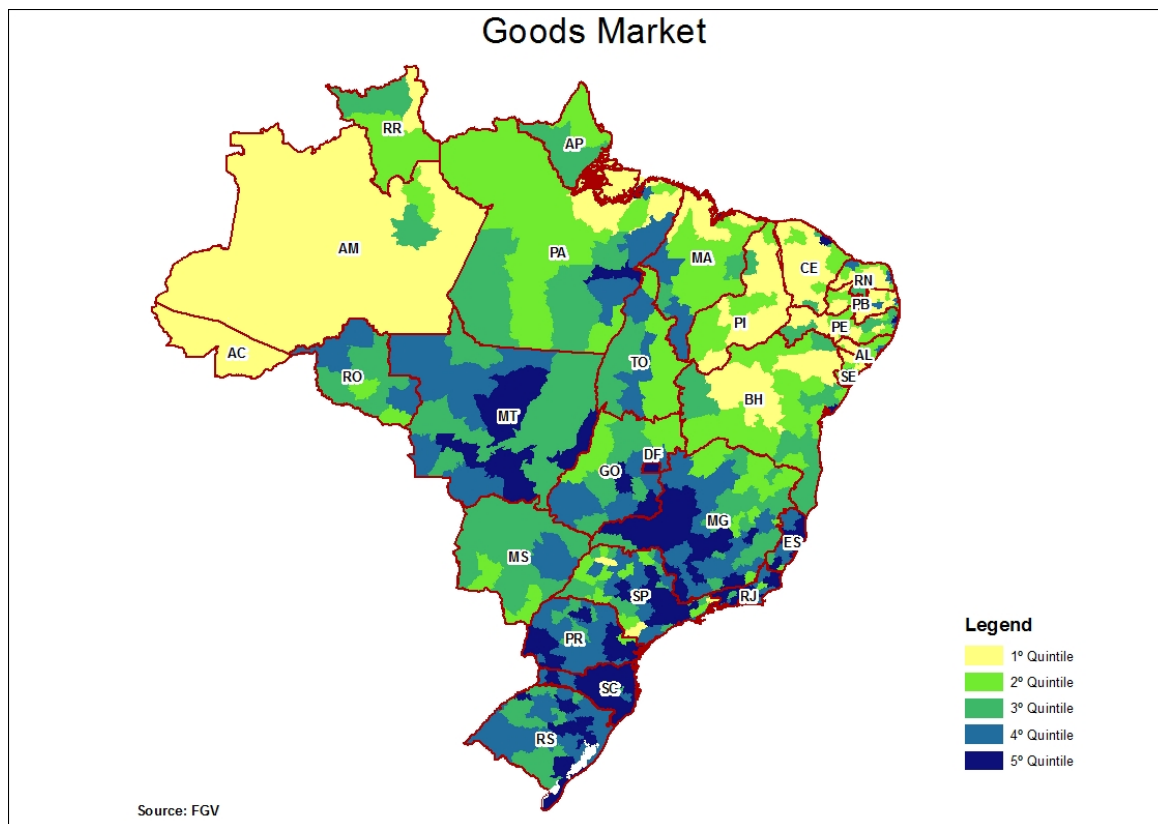 Goods Market
RR
AP
AM
PA
MA
CE
RN
PB
PI
PE
AC
AL
RO
TO
SE
BH
MT
DF
GO
MG
ES
MS
SP
RJ
PR
SC
RS
Legend
1º Quintile
2º Quintile
3º Quintile
4º Quintile
5º Quintile
Source: FGV